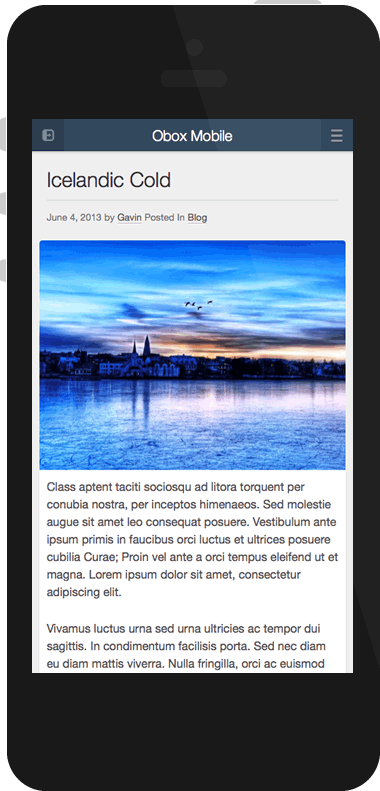 Obox Mobile
Icelandic Cold
June 4, 2013 by Gavin Posted In Blog
Class aptent taciti sociosqu ad litora torquent per
conubia nostra, per inceptos himenaeos. Sed molestie
augue sit amet leo consequat posuere. Vestibulum ante
ipsum primis in faucibus orci luctus et ultrices posuere
cubilia Curae; Proin vel ante a orci tempus eleifend ut et
magna. Lorem ipsum dolor sit amet, consectetur
adipiscing elit.
Vivamus luctus urna sed urna ultricies ac tempor dui
sagittis. In condimentum facilisis porta. Sed nec diam
eu diam mattis viverra. Nulla fringilla, orci ac euismod